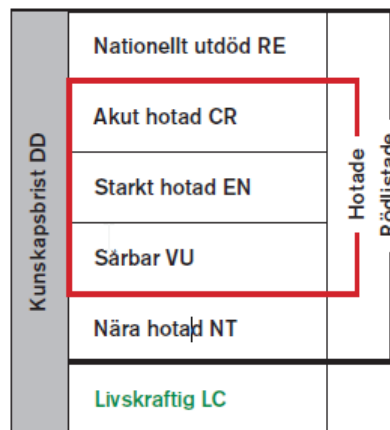 Kunskapsbrist DD
Nationellt utdöd RE
Akut hotad CR
Starkt hotad EN
Sårbar VU
Nära hotad NT
Livskraftig LC
Hotade
Rödlistade